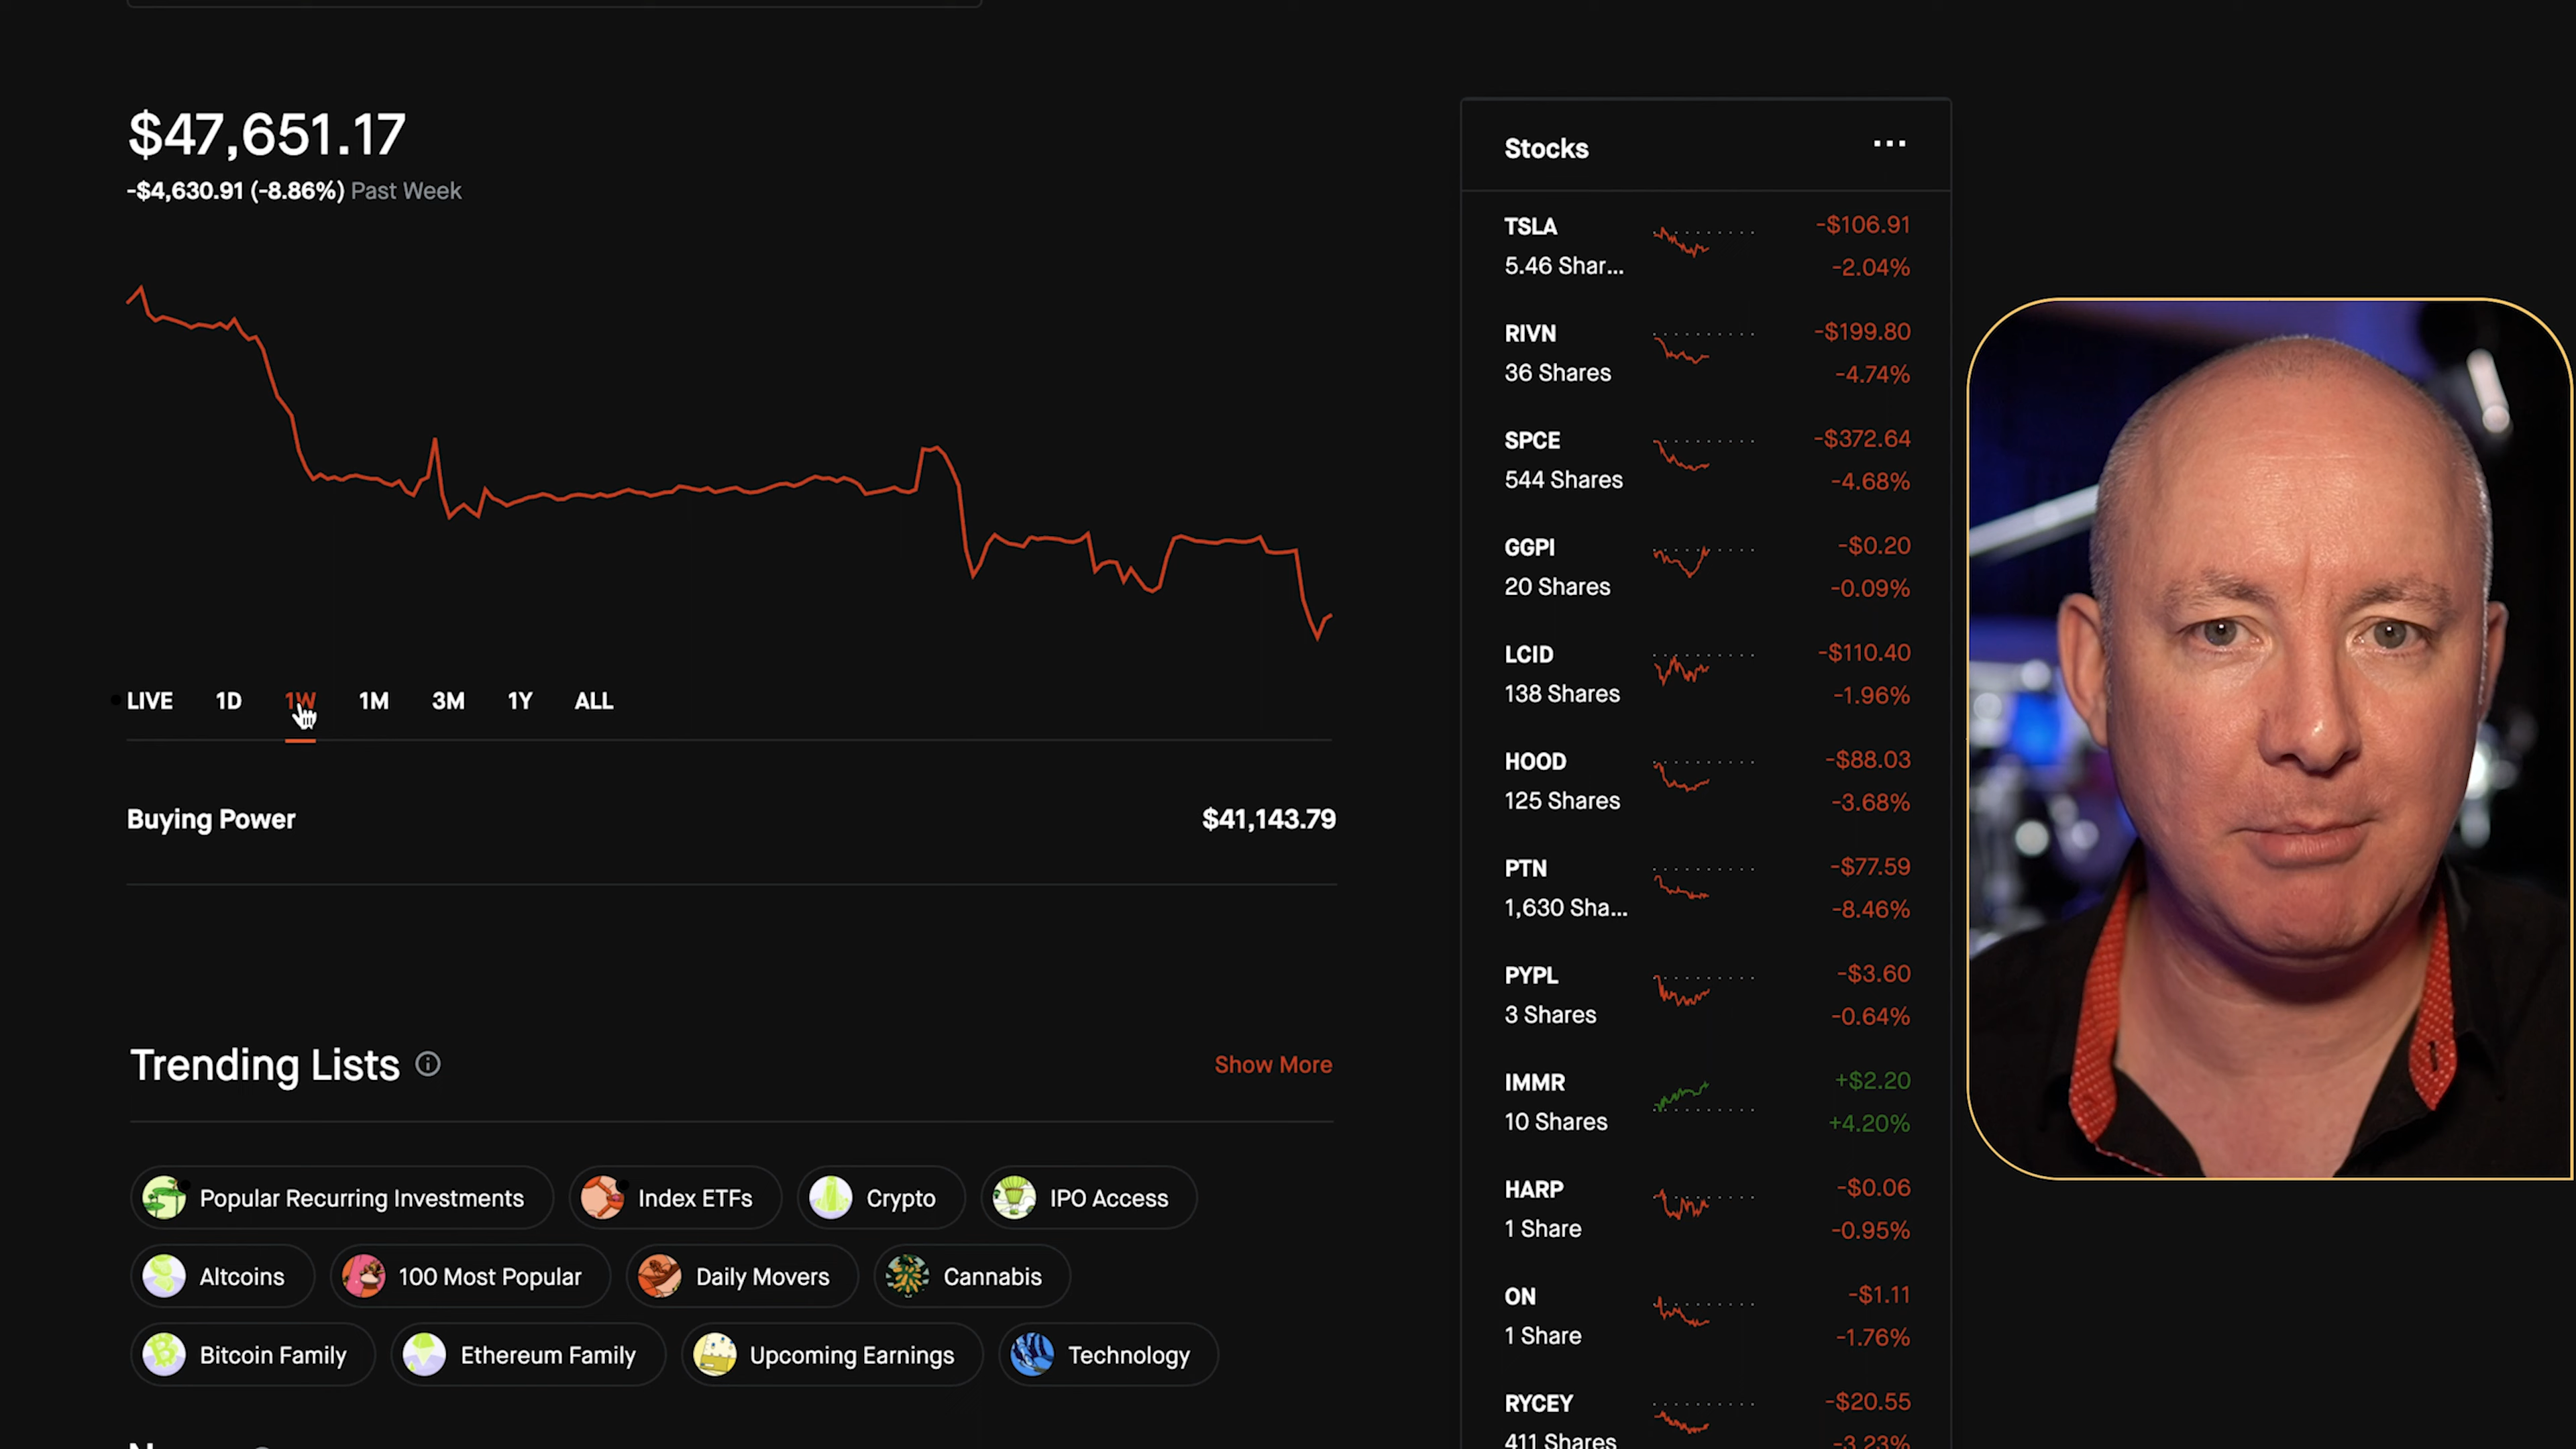 $47,651.17
-$4,630.91 (-8.86%) Past Week
LIVE 1D 1W 1M 3M 1Y ALL
Buying Power $41,143.79
Trending Lists Show More
Popular Recurring Investments Index ETFs Crypto IPO Access
Altcoins 100 Most Popular Daily Movers Cannabis
Bitcoin Family Ethereum Family Upcoming Earnings Technology
Stocks
TSLA -$106.91
5.46 Shar... -2.04%
RIVN -$199.80
36 Shares -4.74%
SPCE -$372.64
544 Shares -4.68%
GGPI -$0.20
20 Shares -0.09%
LCID -$110.40
138 Shares -1.96%
HOOD -$88.03
125 Shares -3.68%
PTN -$77.59
1,630 Sha... -8.46%
PYPL -$3.60
3 Shares -0.64%
IMMR +$2.20
10 Shares +4.20%
HARP -$0.06
1 Share -0.95%
ON -$1.11
1 Share -1.76%
RYCEY -$20.55
411 Shares -3.23%